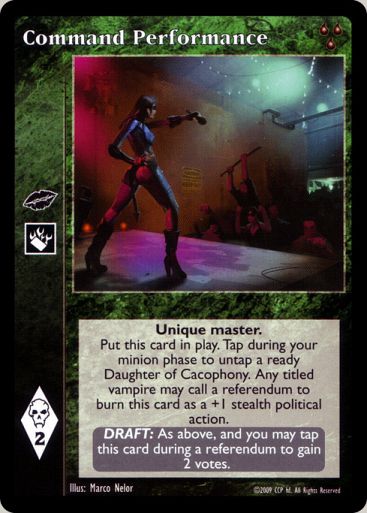 Command Performance
Unique master.
Put this card in play. Tap during your
minion phase to untap a ready
Daughter of Cacophony. Any titled
vampire may call a referendum to
burn this card as a +1 stealth political
action.
DRAFT: As above, and you may tap
this card during a referendum to gain
2 votes.
2
Illus: Marco Nelor
©2009 CCP hf. All Rights Reserved